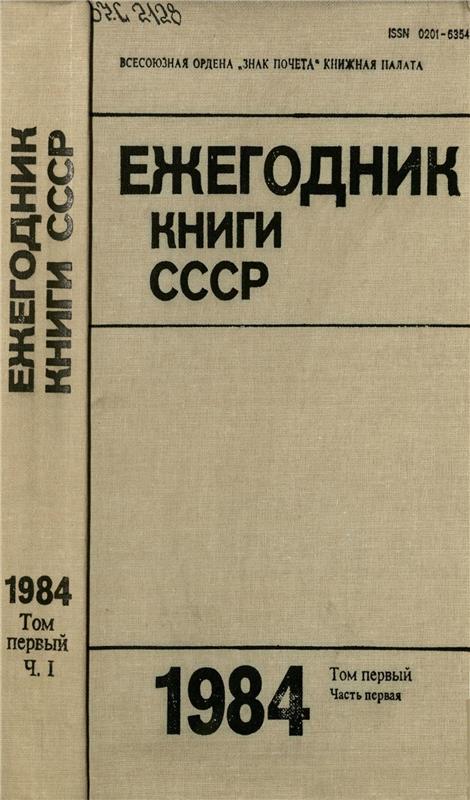 ISSN 0201-6354
ВСЕСОЮЗНАЯ ОРДЕНА „ЗНАК ПОЧЕТА" КНИЖНАЯ ПАЛАТА
ЕЖЕГОДНИК
КНИГИ
СССР
1984
Том первый
Часть первая
ЕЖЕГОДНИК
КНИГИ СССР
1984
Том
первый
Ч. I